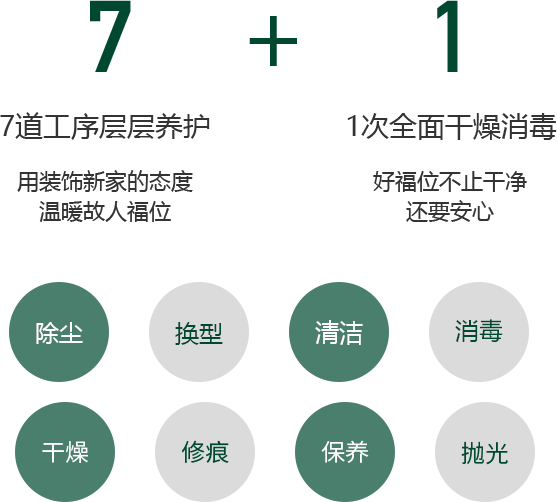 7 + 1
7道工序层层养护
1次全面干燥消毒
用装饰新家的态度
温暖故人福位
好福位不止干净
还要安心
除尘
换型
清洁
消毒
干燥
修痕
保养
抛光